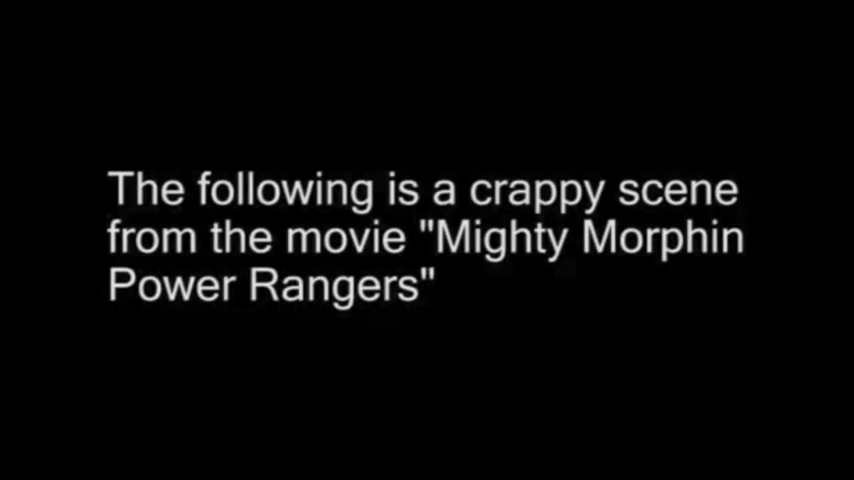 The following is a crappy scene
from the movie "Mighty Morphin
Power Rangers"